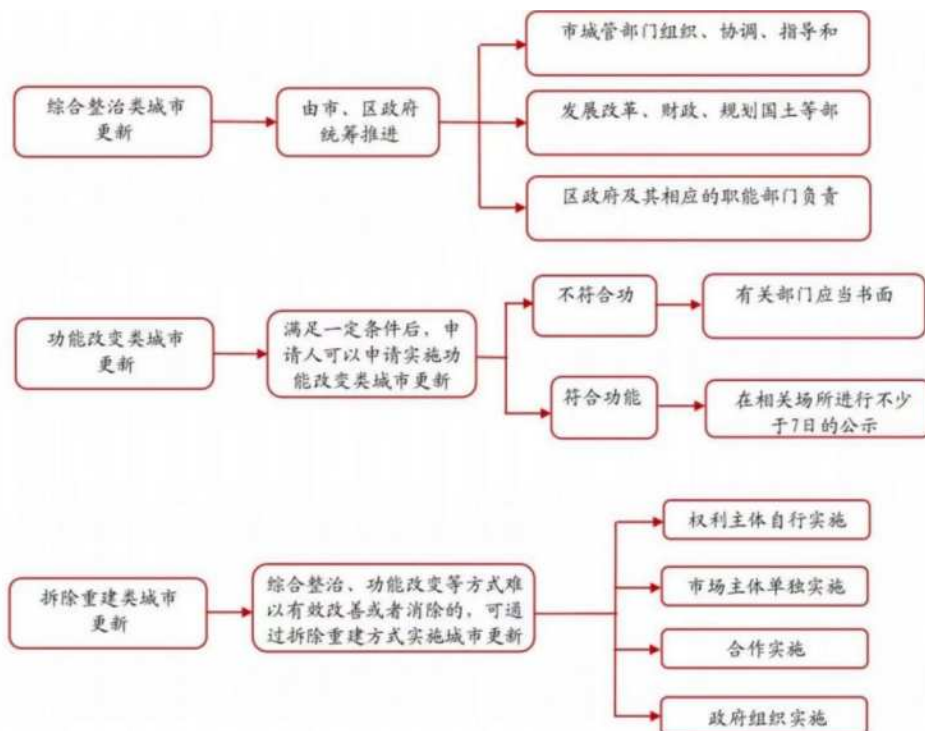 综合整治类城市
更新
由市、区政府
统筹推进
市城管部门组织、协调、指导和
发展改革、财政、规划国土等部
区政府及其相应的职能部门负责
功能改变类城市
更新
满足一定条件后，申
请人可以申请实施功
能改变类城市更新
不符合功
有关部门应当书面
符合功能
在相关场所进行不少
于7日的公示
拆除重建类城市
更新
综合整治、功能改变等方式难
以有效改善或者消除的，可通
过拆除重建方式实施城市更新
权利主体自行实施
市场主体单独实施
合作实施
政府组织实施